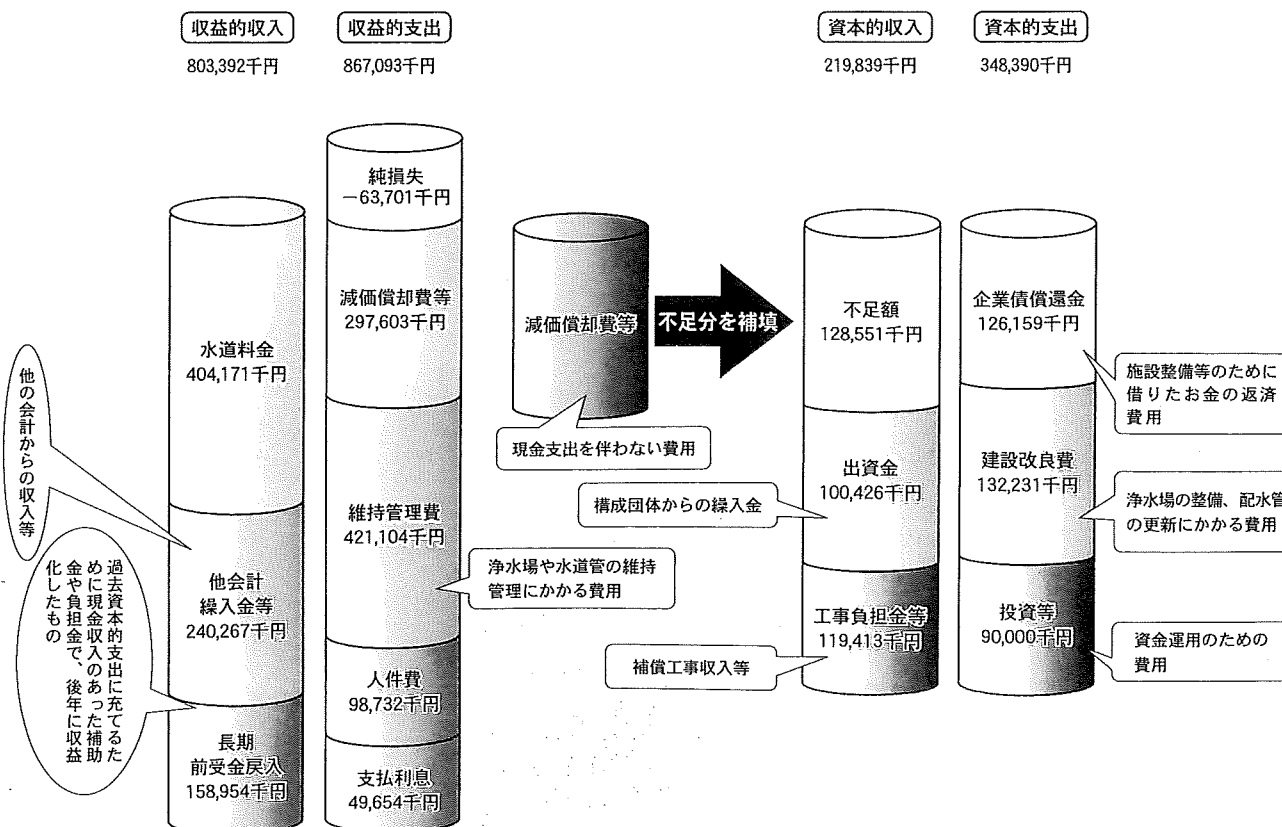 収益的収入
803,392千円
収益的支出
867,093千円
資本的収入
219,839千円
資本的支出
348,390千円
水道料金
404,171千円
他会計
繰入金等
240,267千円
長期
前受金戻入
158,954千円
他の会計からの収入等
過去資本的支出に充てるた
めに現金収入のあった補助
金や負担金で、後年に収益
化したもの
純損失
－63,701千円
減価償却費等
297,603千円
維持管理費
421,104千円
人件費
98,732千円
支払利息
49,654千円
浄水場や水道管の維持
管理にかかる費用
減価償却費等
不足分を補填
現金支出を伴わない費用
不足額
128,551千円
出資金
100,426千円
工事負担金等
119,413千円
構成団体からの繰入金
補償工事収入等
企業債償還金
126,159千円
建設改良費
132,231千円
投資等
90,000千円
施設整備等のために
借りたお金の返済
費用
浄水場の整備、配水管
の更新にかかる費用
資金運用のための
費用